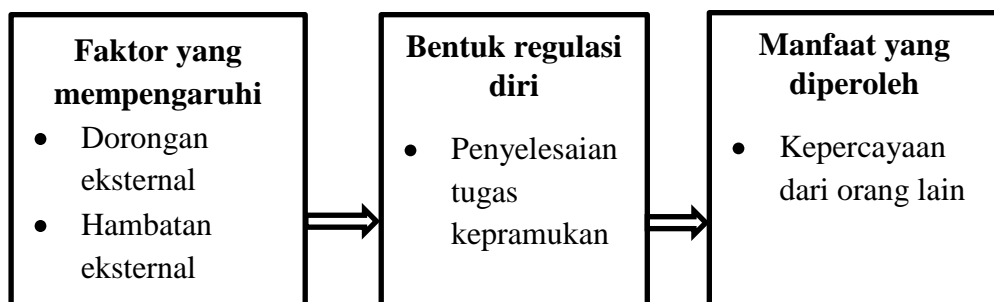 Faktor yang
mempengaruhi
• Dorongan
eksternal
• Hambatan
eksternal
Bentuk regulasi
diri
• Penyelesaian
tugas
kepramukan
Manfaat yang
diperoleh
• Kepercayaan
dari orang lain